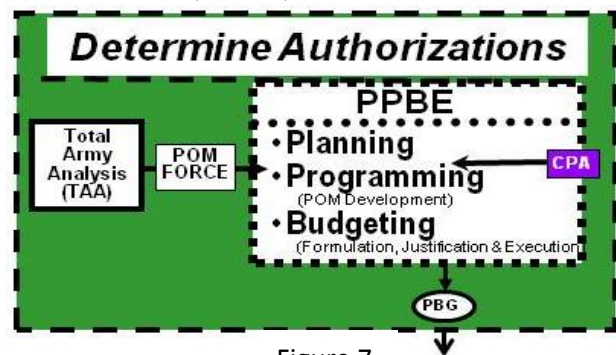 Determine Authorizations
PPBE
Total
Army
Analysis
(TAA)
POM
FORCE
• Planning
• Programming
(POM Development)
• Budgeting
(Formulation, Justification & Execution
CPA
PBG
Figure 7